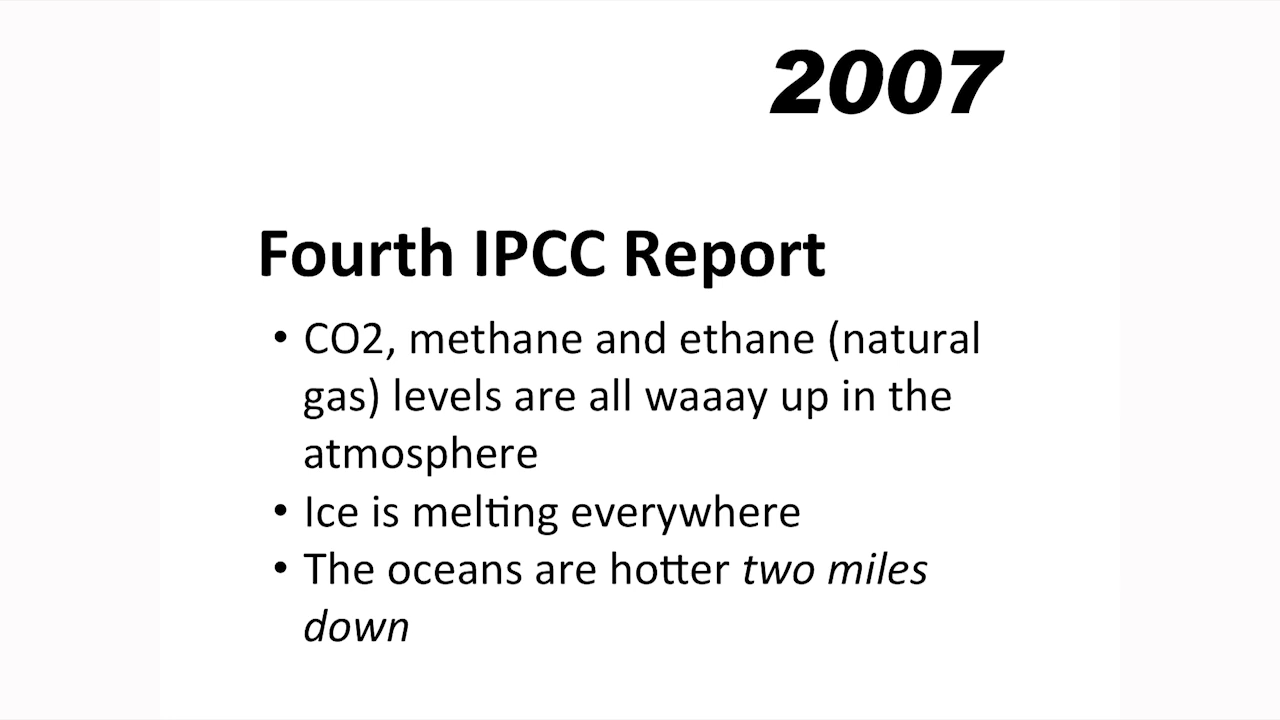 2007
Fourth IPCC Report
• CO2, methane and ethane (natural
gas) levels are all waaay up in the
atmosphere
• Ice is melting everywhere
• The oceans are hotter two miles
down